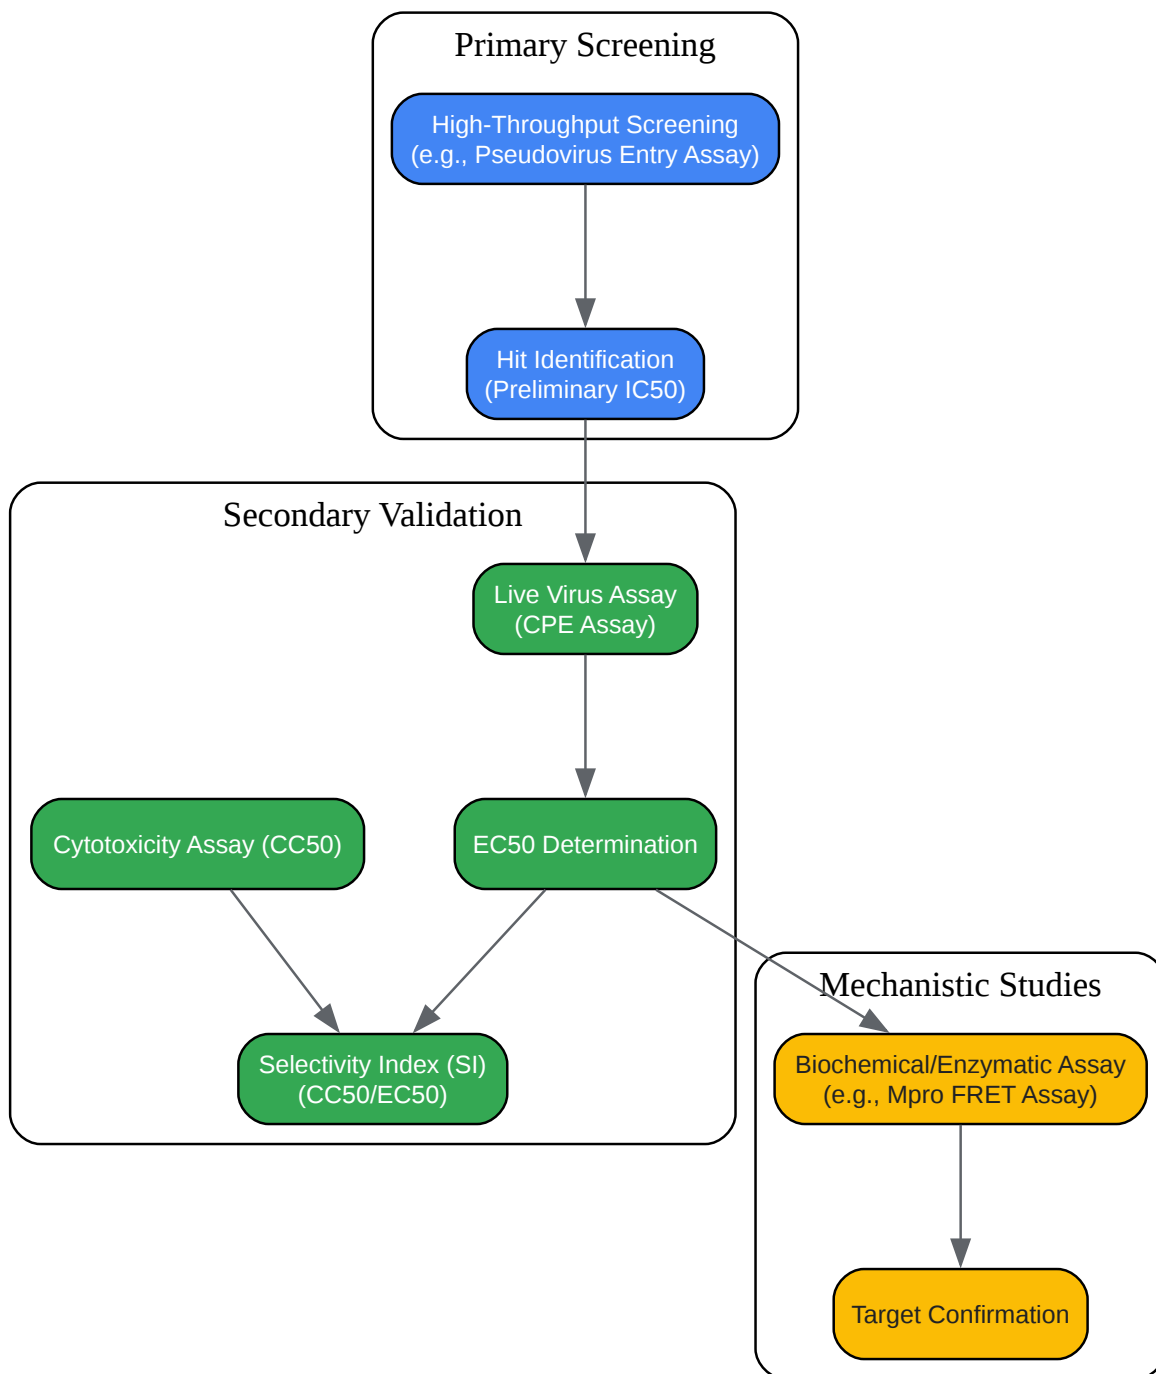 Primary Screening
High-Throughput Screening
(e.g., Pseudovirus Entry Assay)
Hit Identification
(Preliminary IC50)
Secondary Validation
Live Virus Assay
(CPE Assay)
Cytotoxicity Assay (CC50)
EC50 Determination
Selectivity Index (SI)
(CC50/EC50)
Mechanistic Studies
Biochemical/Enzymatic Assay
(e.g., Mpro FRET Assay)
Target Confirmation